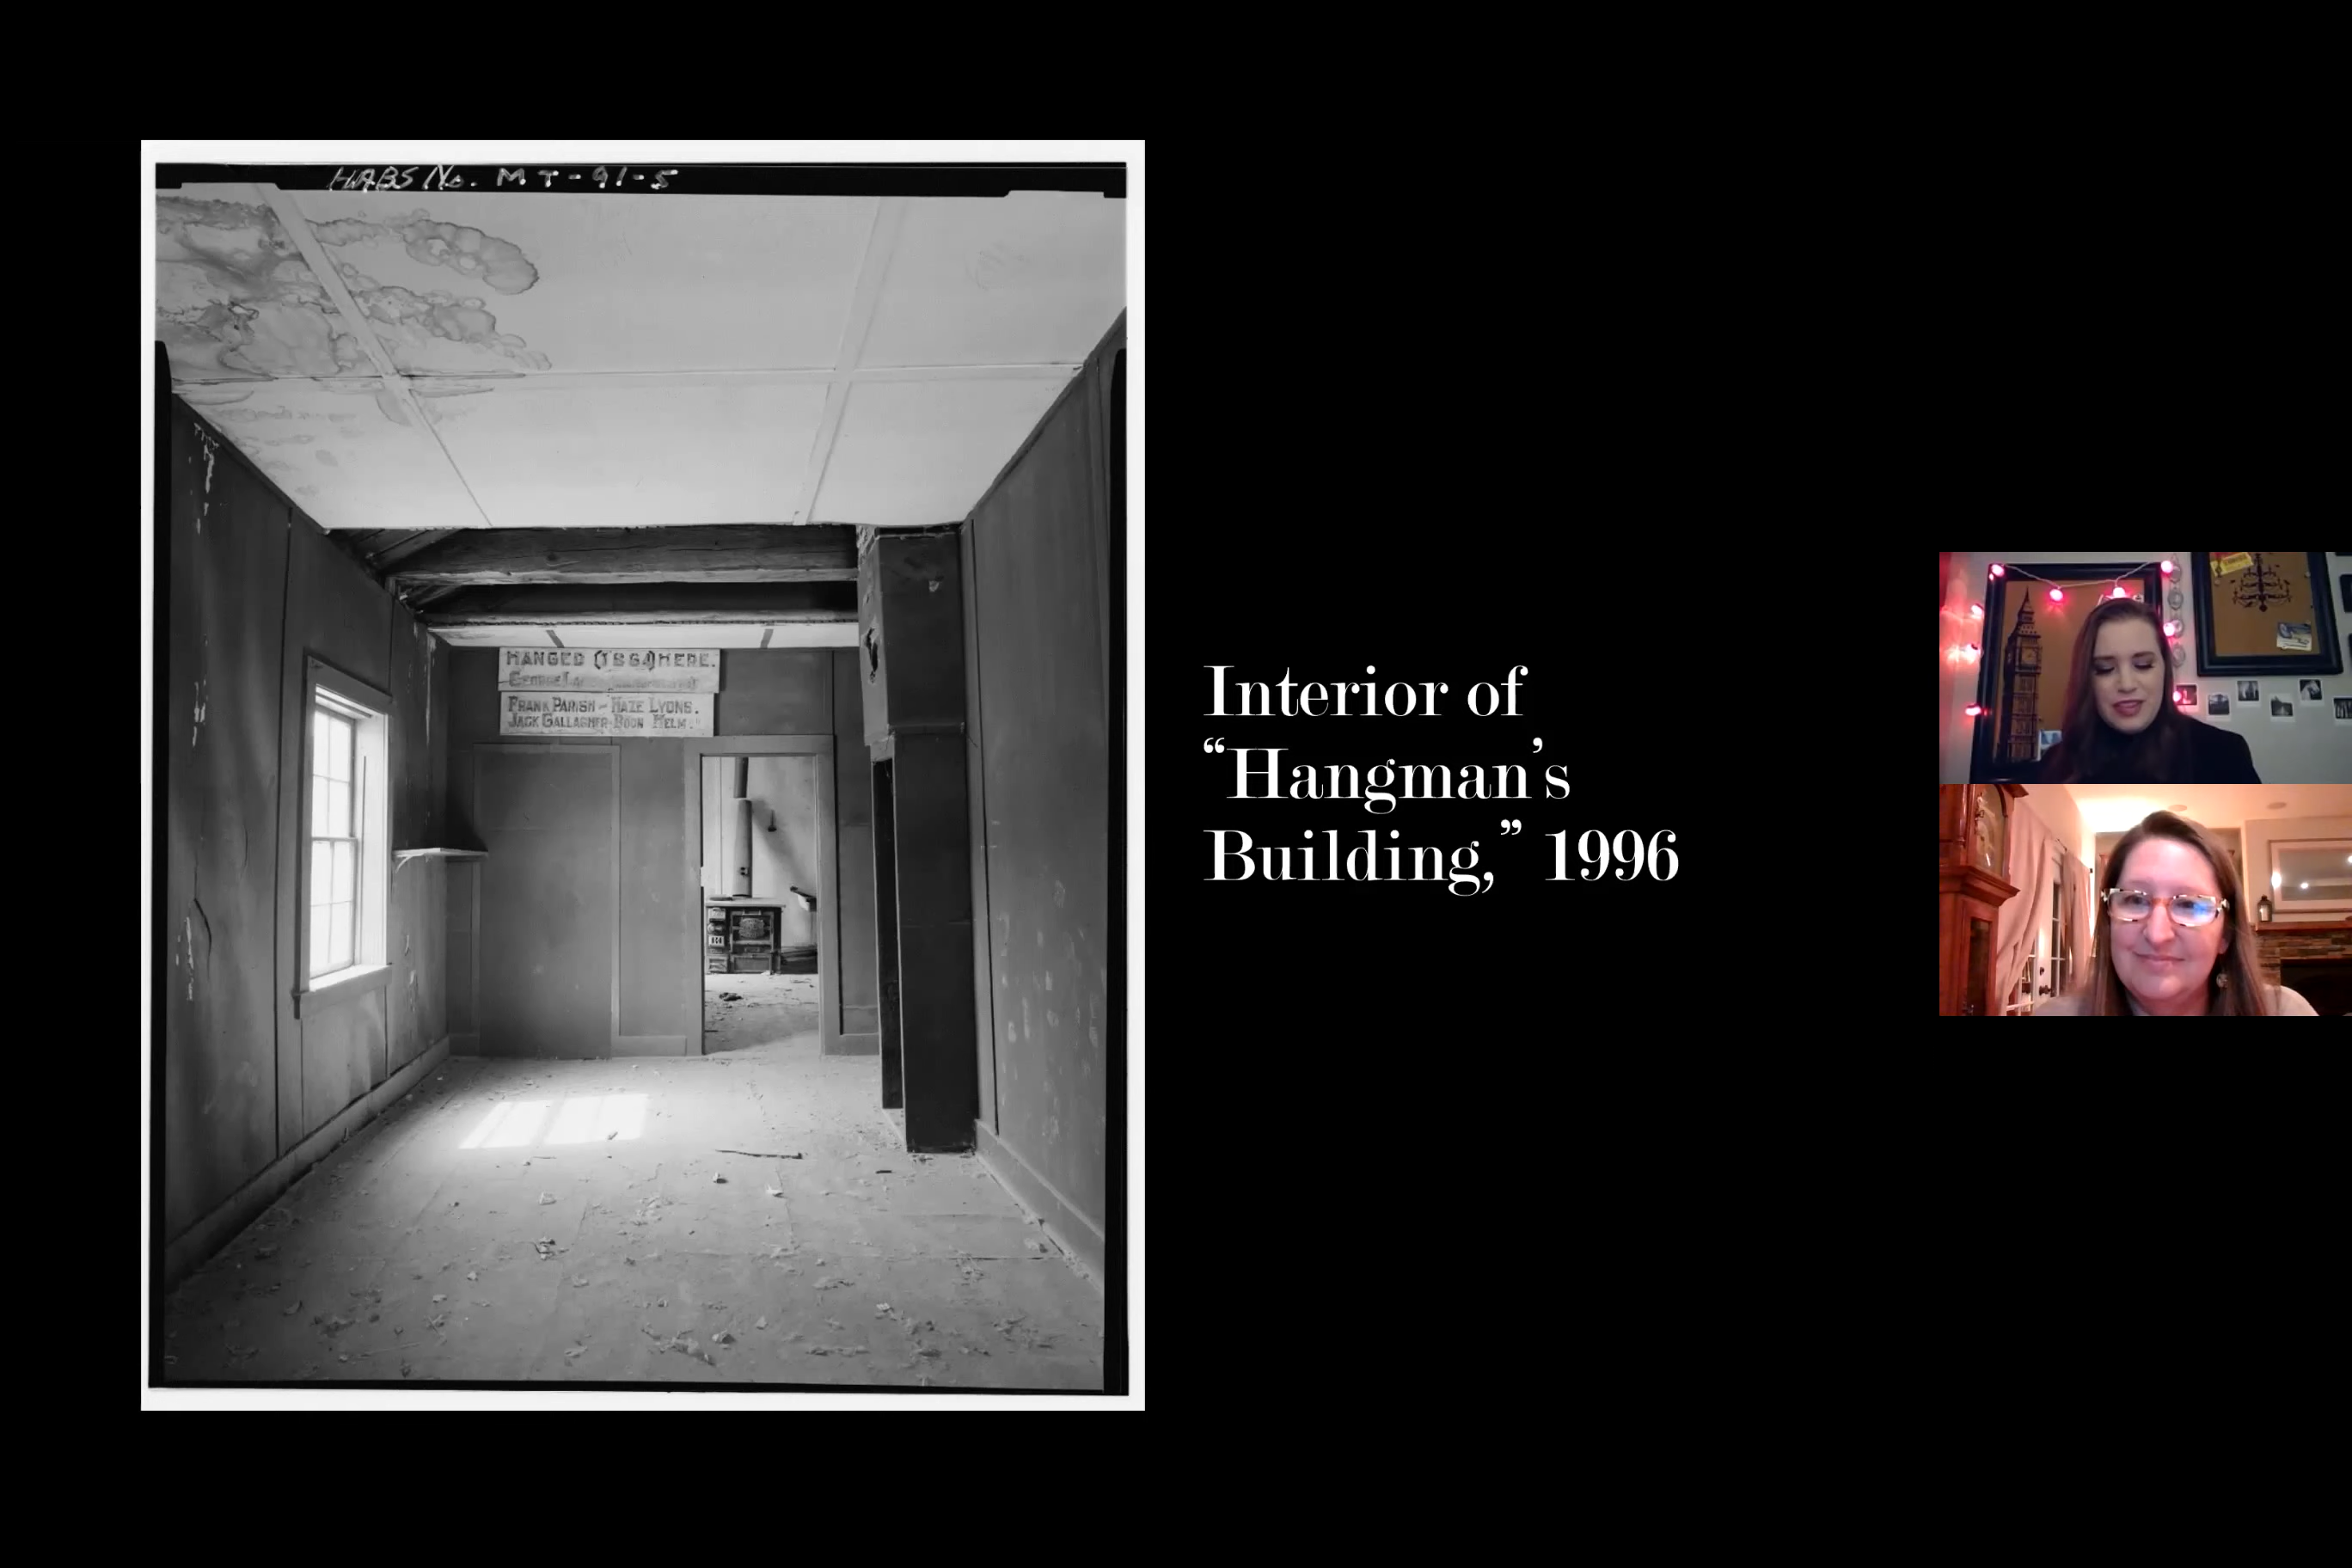 HABS No. MT-91-5
HANGED (1864) HERE.
FRANK PARISH - HAZE LYONS.
JACK GALLAGHER - BOON HELM.
Interior of
“Hangman’s
Building,” 1996